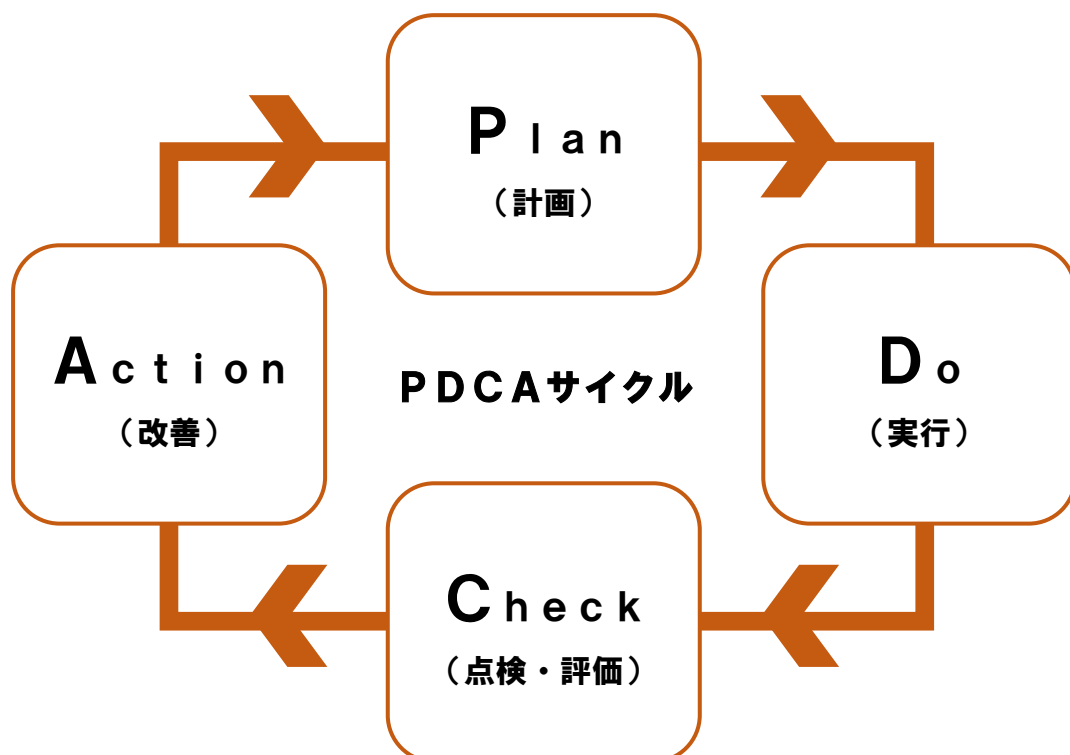 Plan
(計画)
Action
(改善)
PDCAサイクル
Do
(実行)
Check
(点検・評価)